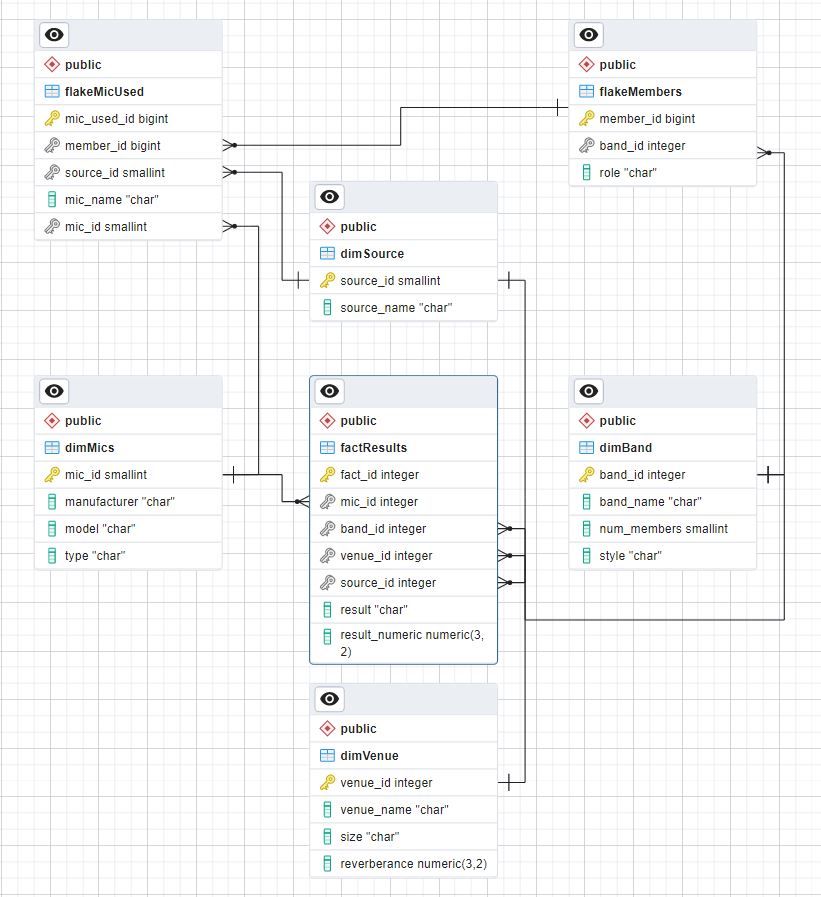 public
flakeMicUsed
mic_used_id bigint
member_id bigint
source_id smallint
mic_name "char"
mic_id smallint
public
flakeMembers
member_id bigint
band_id integer
role "char"
public
dimSource
source_id smallint
source_name "char"
public
dimMics
mic_id smallint
manufacturer "char"
model "char"
type "char"
public
factResults
fact_id integer
mic_id integer
band_id integer
venue_id integer
source_id integer
result "char"
result_numeric numeric(3,
2)
public
dimBand
band_id integer
band_name "char"
num_members smallint
style "char"
public
dimVenue
venue_id integer
venue_name "char"
size "char"
reverberance numeric(3,2)